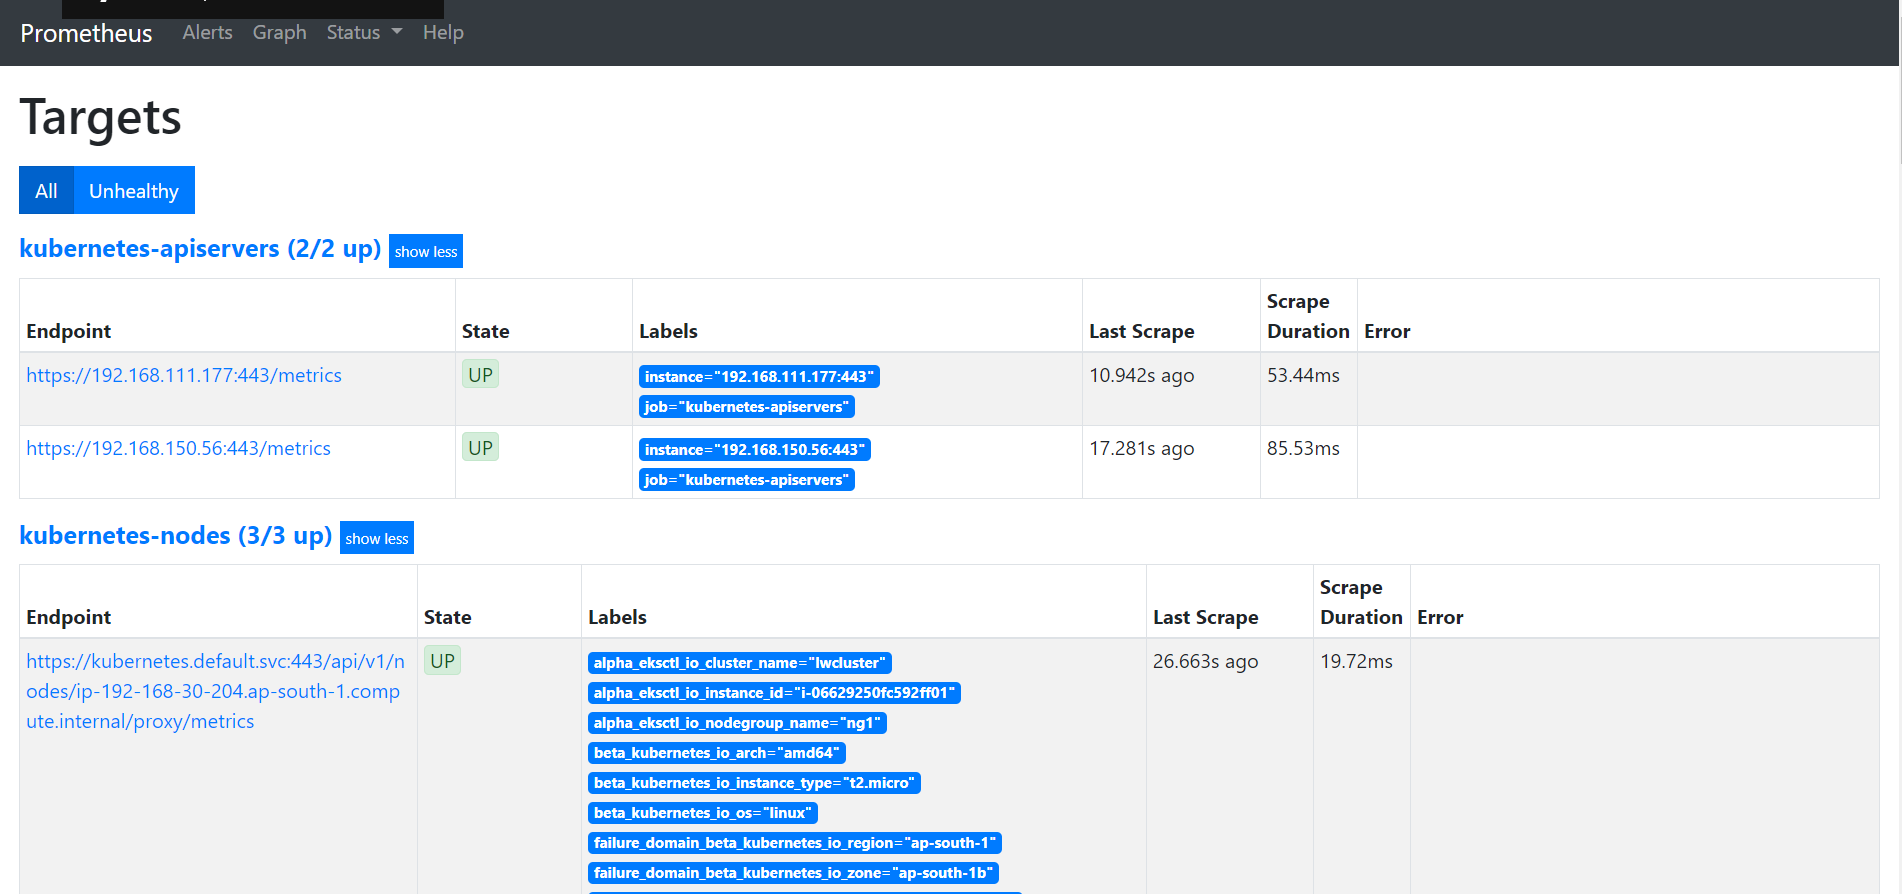 Prometheus Alerts Graph Status Help
Targets
All Unhealthy
kubernetes-apiservers (2/2 up) show less
Endpoint State Labels Last Scrape Scrape Duration Error
https://192.168.111.177:443/metrics UP instance="192.168.111.177:443" 10.942s ago 53.44ms
job="kubernetes-apiservers"
https://192.168.150.56:443/metrics UP instance="192.168.150.56:443" 17.281s ago 85.53ms
job="kubernetes-apiservers"
kubernetes-nodes (3/3 up) show less
Endpoint State Labels Last Scrape Scrape Duration Error
https://kubernetes.default.svc:443/api/v1/n UP alpha_eksctl_io_cluster_name="lwcluster" 26.663s ago 19.72ms
odes/ip-192-168-30-204.ap-south-1.comp alpha_eksctl_io_instance_id="i-06629250fc592ff01"
ute.internal/proxy/metrics alpha_eksctl_io_nodegroup_name="ng1"
beta_kubernetes_io_arch="amd64"
beta_kubernetes_io_instance_type="t2.micro"
beta_kubernetes_io_os="linux"
failure_domain_beta_kubernetes_io_region="ap-south-1"
failure_domain_beta_kubernetes_io_zone="ap-south-1b"